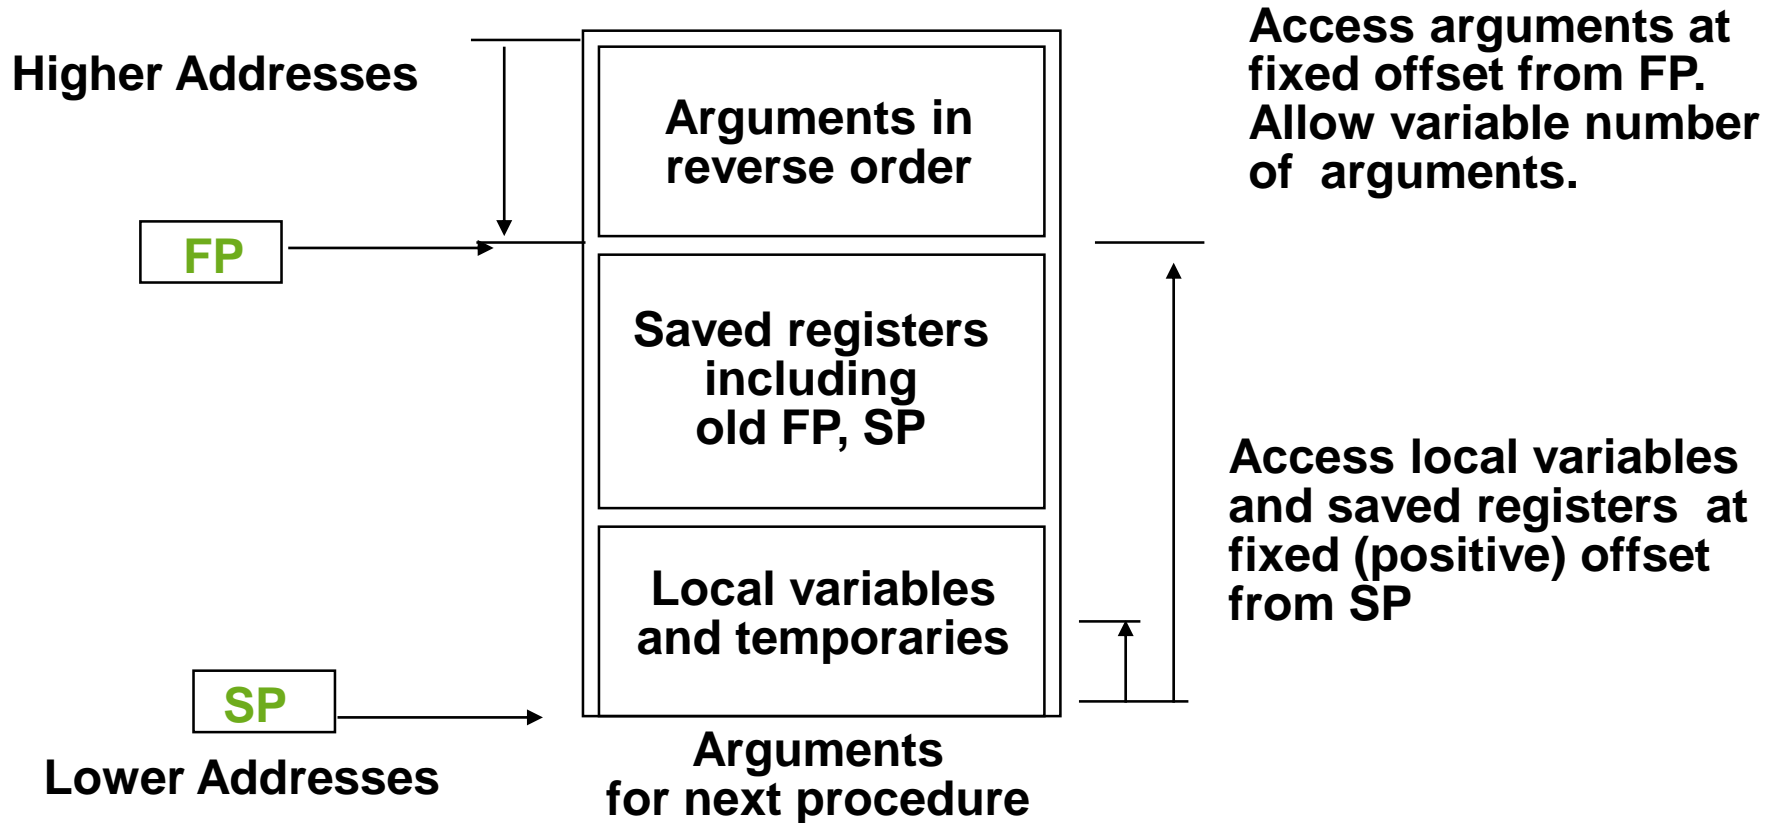 Higher Addresses
Arguments in
reverse order
Access arguments at
fixed offset from FP.
Allow variable number
of arguments.
FP
Saved registers
including
old FP, SP
Access local variables
and saved registers at
fixed (positive) offset
from SP
Local variables
and temporaries
SP
Lower Addresses
Arguments
for next procedure